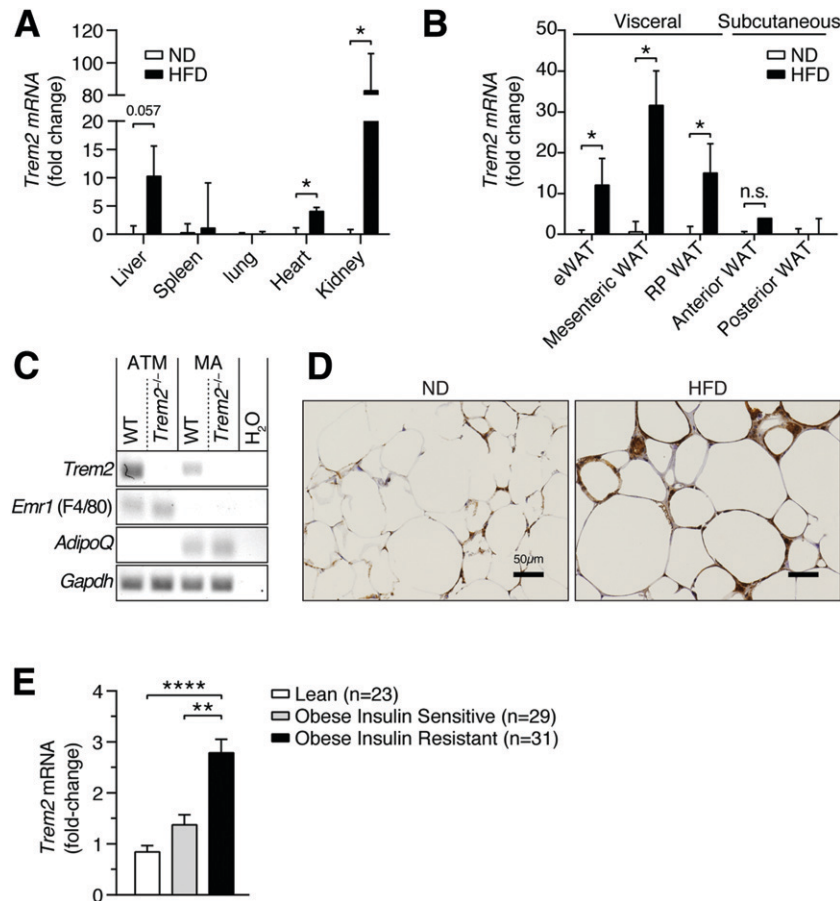 A
Trem2 mRNA
(fold change)
120
100
80
60
20
15
10
5
0
ND
HFD
0.057
*
*
Liver
Spleen
lung
Heart
Kidney
B
Visceral
Subcutaneous
Trem2 mRNA
(fold change)
50
40
30
20
10
0
ND
HFD
*
*
*
n.s.
eWAT
Mesenteric WAT
RP WAT
Anterior WAT
Posterior WAT
C
ATM
MA
WT
Trem2–/–
WT
Trem2–/–
H2O
Trem2
Emr1 (F4/80)
AdipoQ
Gapdh
D
ND
HFD
50µm
E
Trem2 mRNA
(fold-change)
4
3
2
1
0
****
**
Lean (n=23)
Obese Insulin Sensitive (n=29)
Obese Insulin Resistant (n=31)